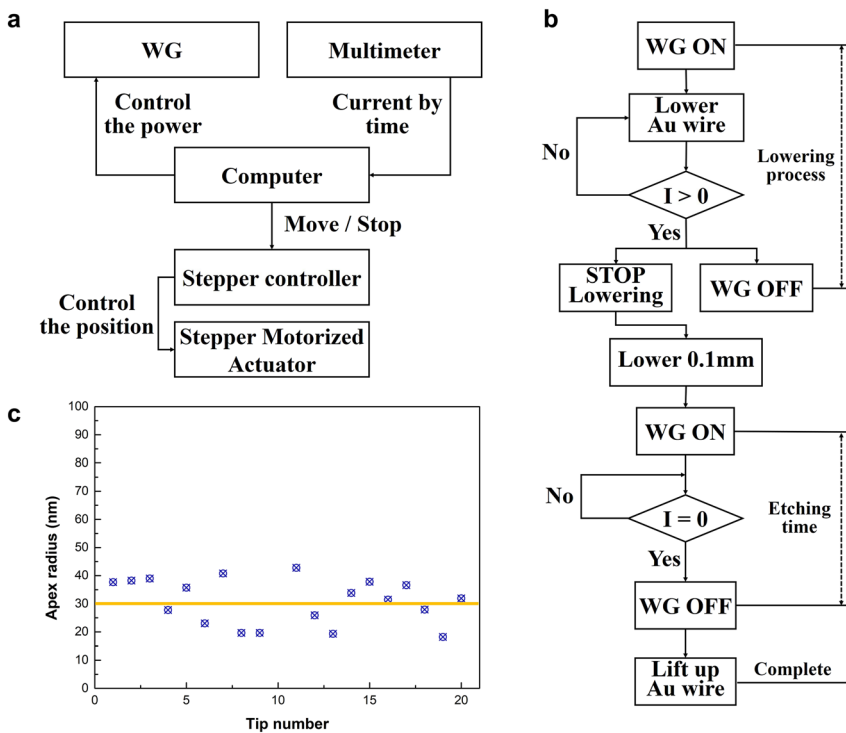 a
WG
Multimeter
Control
the power
Current by
time
Computer
Move / Stop
Stepper controller
Control
the position
Stepper Motorized
Actuator
b
WG ON
Lower
Au wire
No
I > 0
Yes
Lowering
process
STOP
Lowering
WG OFF
Lower 0.1mm
WG ON
No
I = 0
Etching
time
Yes
WG OFF
Lift up
Au wire
Complete
c
Apex radius (nm)
100
90
80
70
60
50
40
30
20
10
0
0 5 10 15 20
Tip number